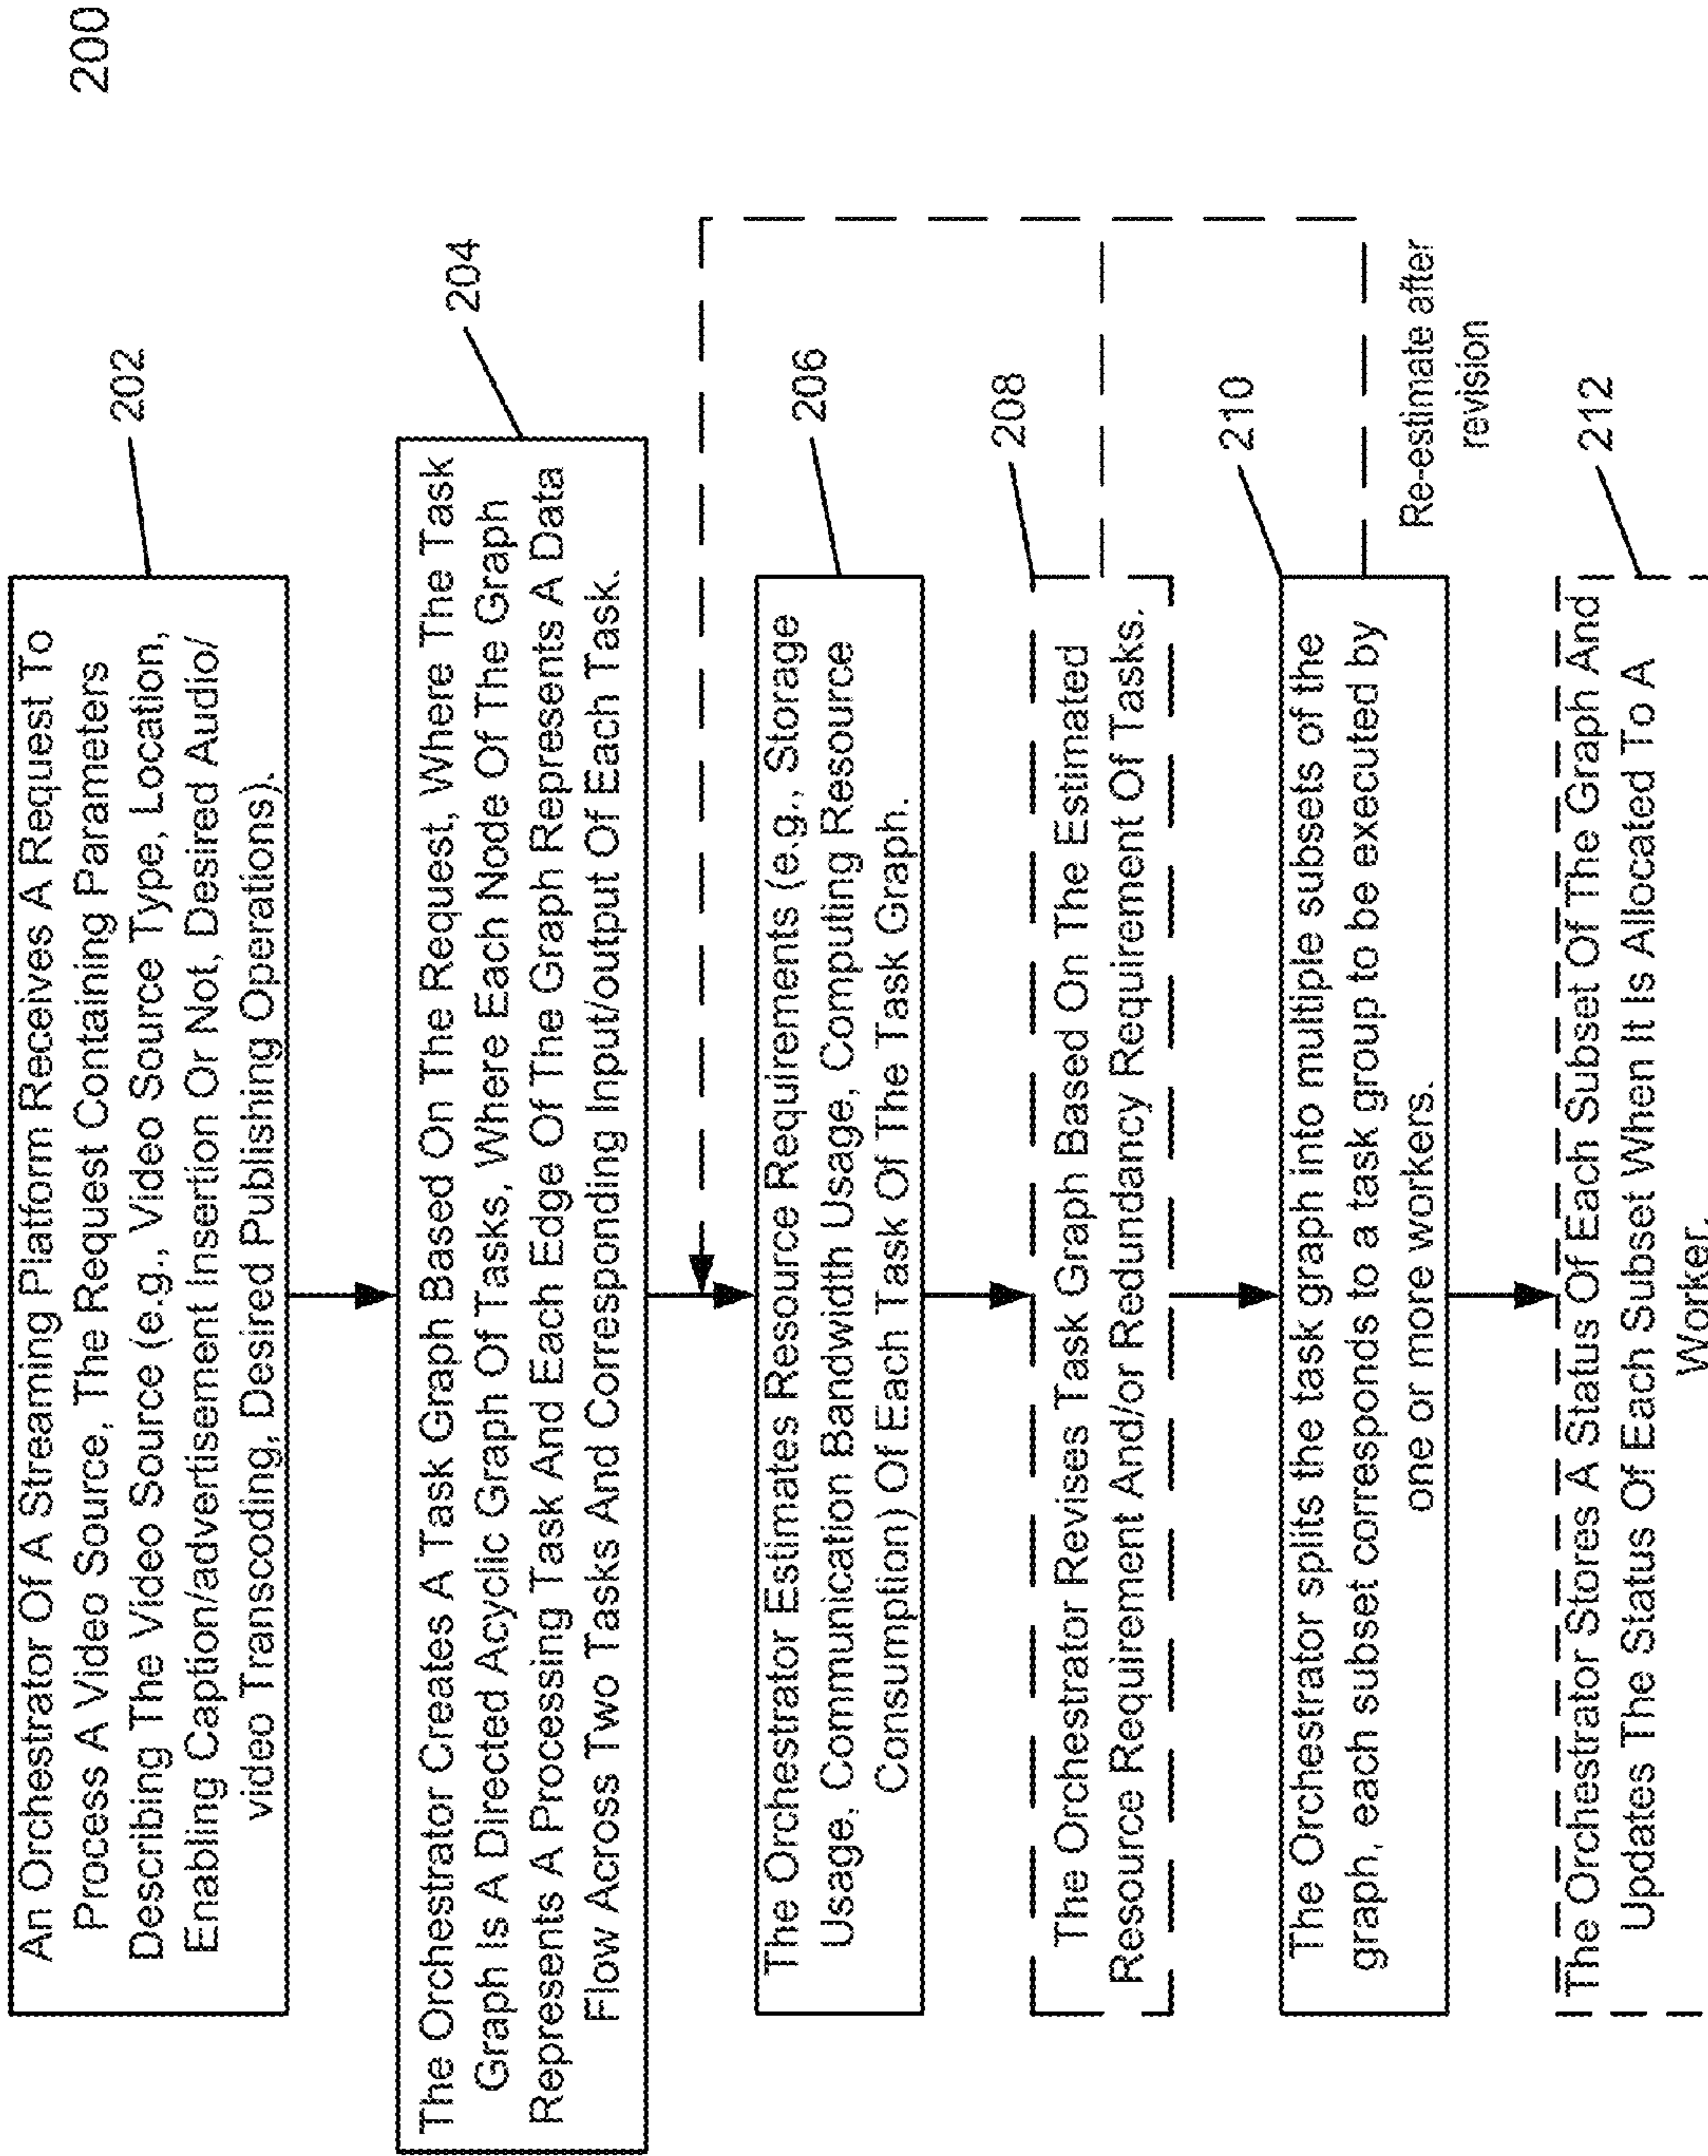 200
An Orchestrator Of A Streaming Platform Receives A Request To
Process A Video Source, The Request Containing Parameters
Describing The Video Source (e.g., Video Source Type, Location,
Enabling Caption/advertisement Insertion Or Not, Desired Audio/
video Transcoding, Desired Publishing Operations).
202
The Orchestrator Creates A Task Graph Based On The Request, Where The Task
Graph Is A Directed Acyclic Graph Of Tasks, Where Each Node Of The Graph
Represents A Processing Task And Each Edge Of The Graph Represents A Data
Flow Across Two Tasks And Corresponding Input/output Of Each Task.
204
The Orchestrator Estimates Resource Requirements (e.g., Storage
Usage, Communication Bandwidth Usage, Computing Resource
Consumption) Of Each Task Of The Task Graph.
206
The Orchestrator Revises Task Graph Based On The Estimated
Resource Requirement And/or Redundancy Requirement Of Tasks.
208
The Orchestrator splits the task graph into multiple subsets of the
graph, each subset corresponds to a task group to be executed by
one or more workers.
210
Re-estimate after
revision
The Orchestrator Stores A Status Of Each Subset Of The Graph And
Updates The Status Of Each Subset When It Is Allocated To A
Worker.
212